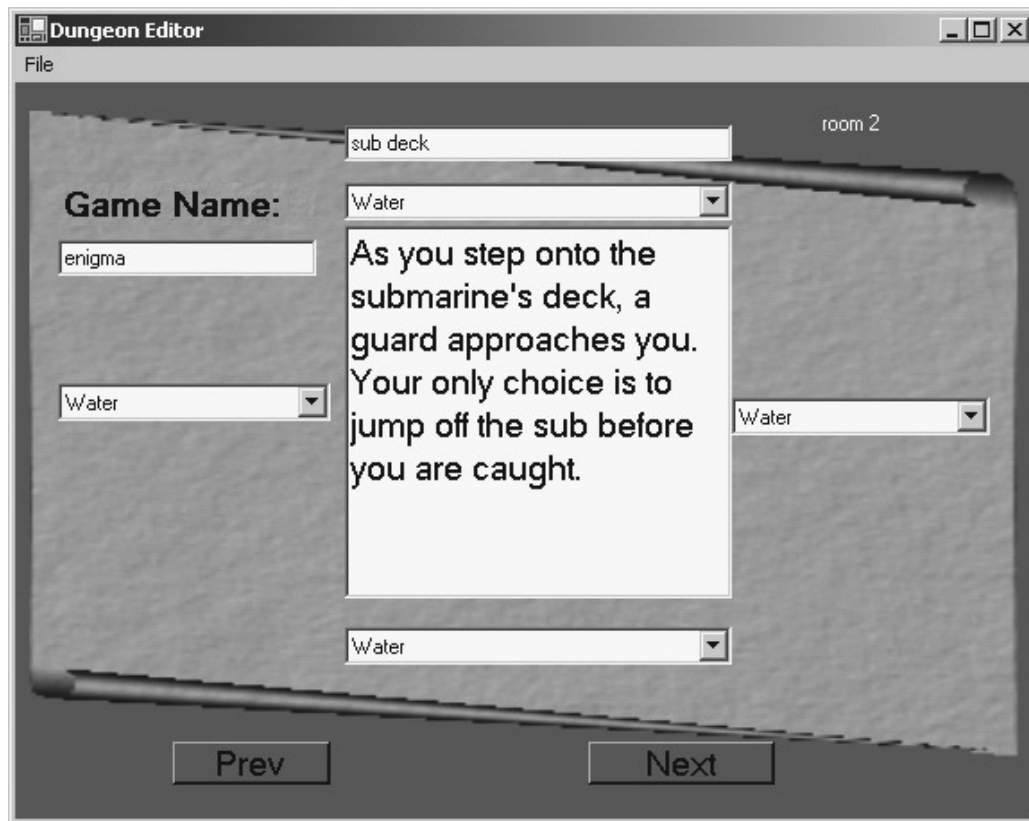 Dungeon Editor
File
room 2
sub deck
Game Name:
Water
enigma
As you step onto the
submarine's deck, a
guard approaches you.
Your only choice is to
jump off the sub before
you are caught.
Water
Water
Water
Prev
Next